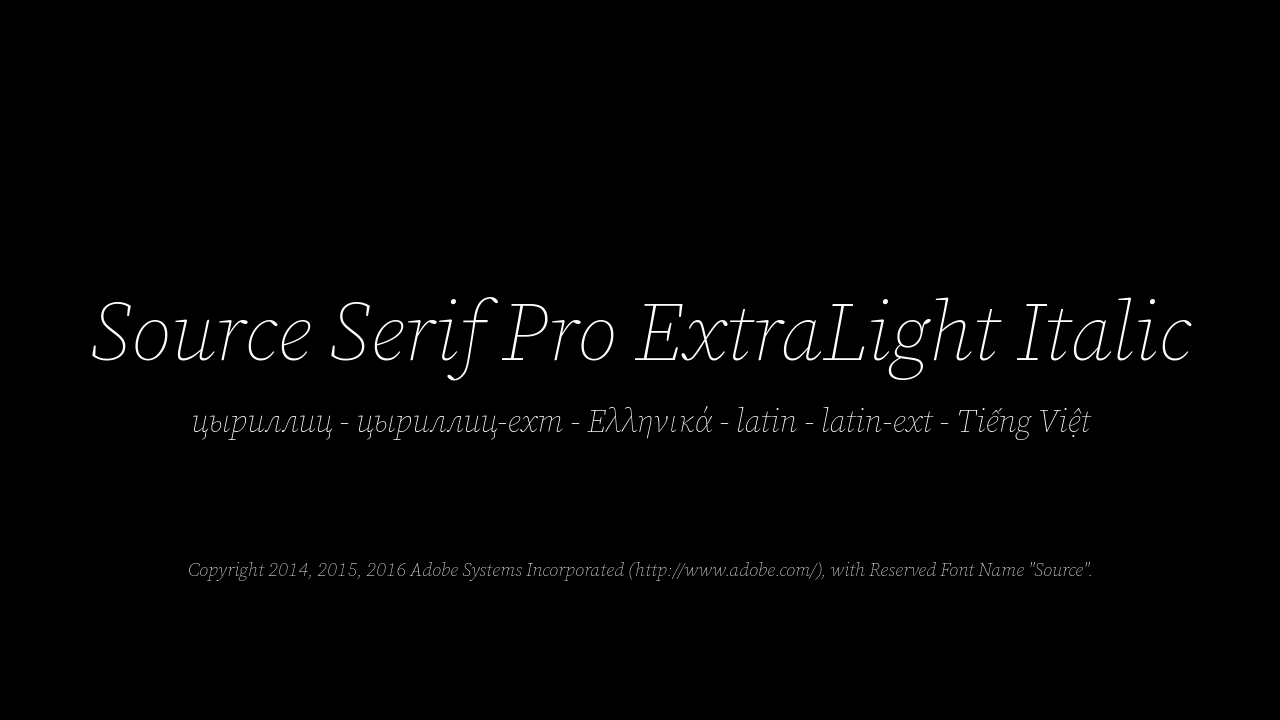 Source Serif Pro ExtraLight Italic
цыриллиц - цыриллиц-ext - Ελληνικά - latin - latin-ext - Tiếng Việt
Copyright 2014, 2015, 2016 Adobe Systems Incorporated (http://www.adobe.com/), with Reserved Font Name "Source".